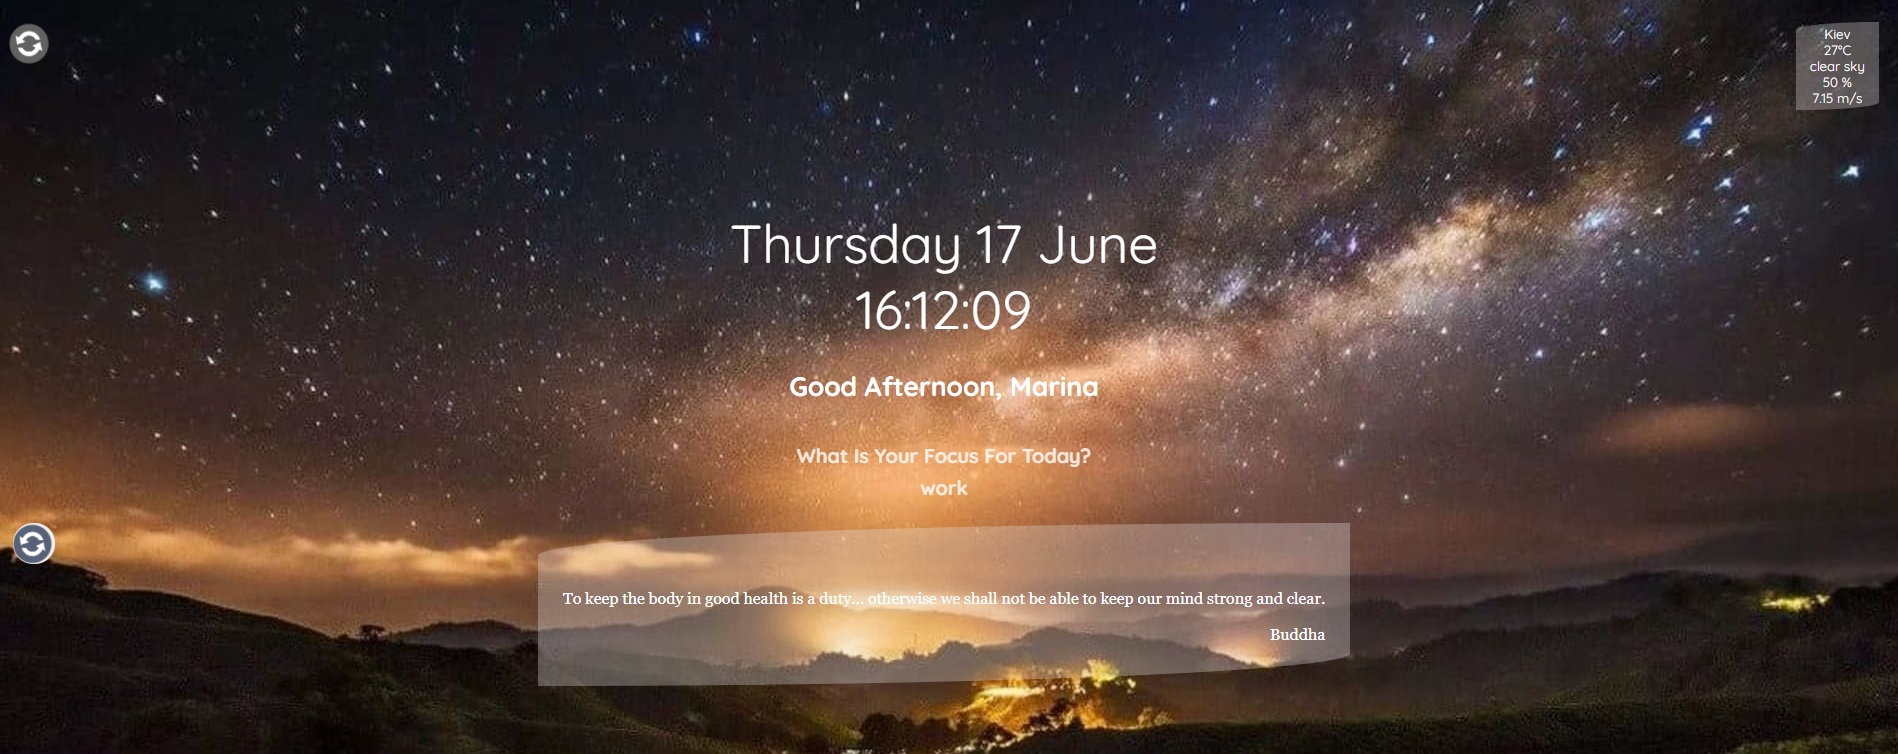 Kiev
27°C
clear sky
50 %
7.15 m/s
Thursday 17 June
16:12:09
Good Afternoon, Marina
What Is Your Focus For Today?
work
To keep the body in good health is a duty... otherwise we shall not be able to keep our mind strong and clear.
Buddha